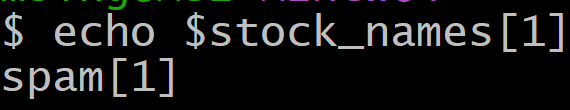 $ echo $stock_names[1]
spam[1]